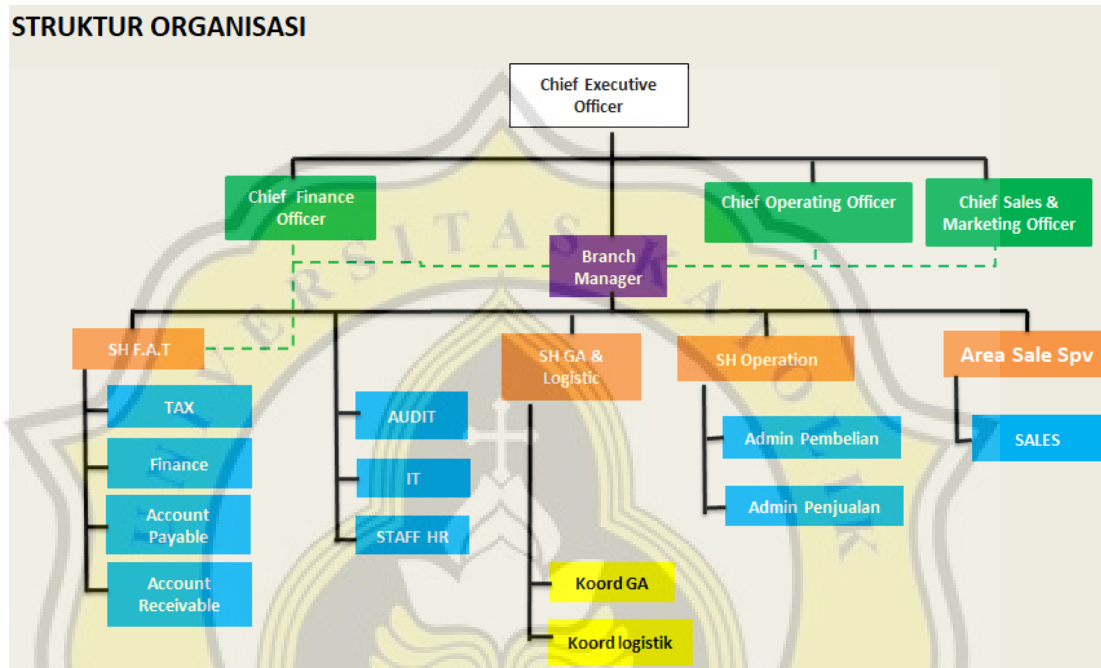 STRUKTUR ORGANISASI
Chief Executive
Officer
Chief Finance
Officer
Chief Operating Officer
Chief Sales &
Marketing Officer
Branch
Manager
SH F.A.T
SH GA &
Logistic
SH Operation
Area Sale Spv
TAX
Finance
Account
Payable
Account
Receivable
AUDIT
IT
STAFF HR
Koord GA
Koord logistik
Admin Pembelian
Admin Penjualan
SALES
UNIVERSITAS KATOLIK